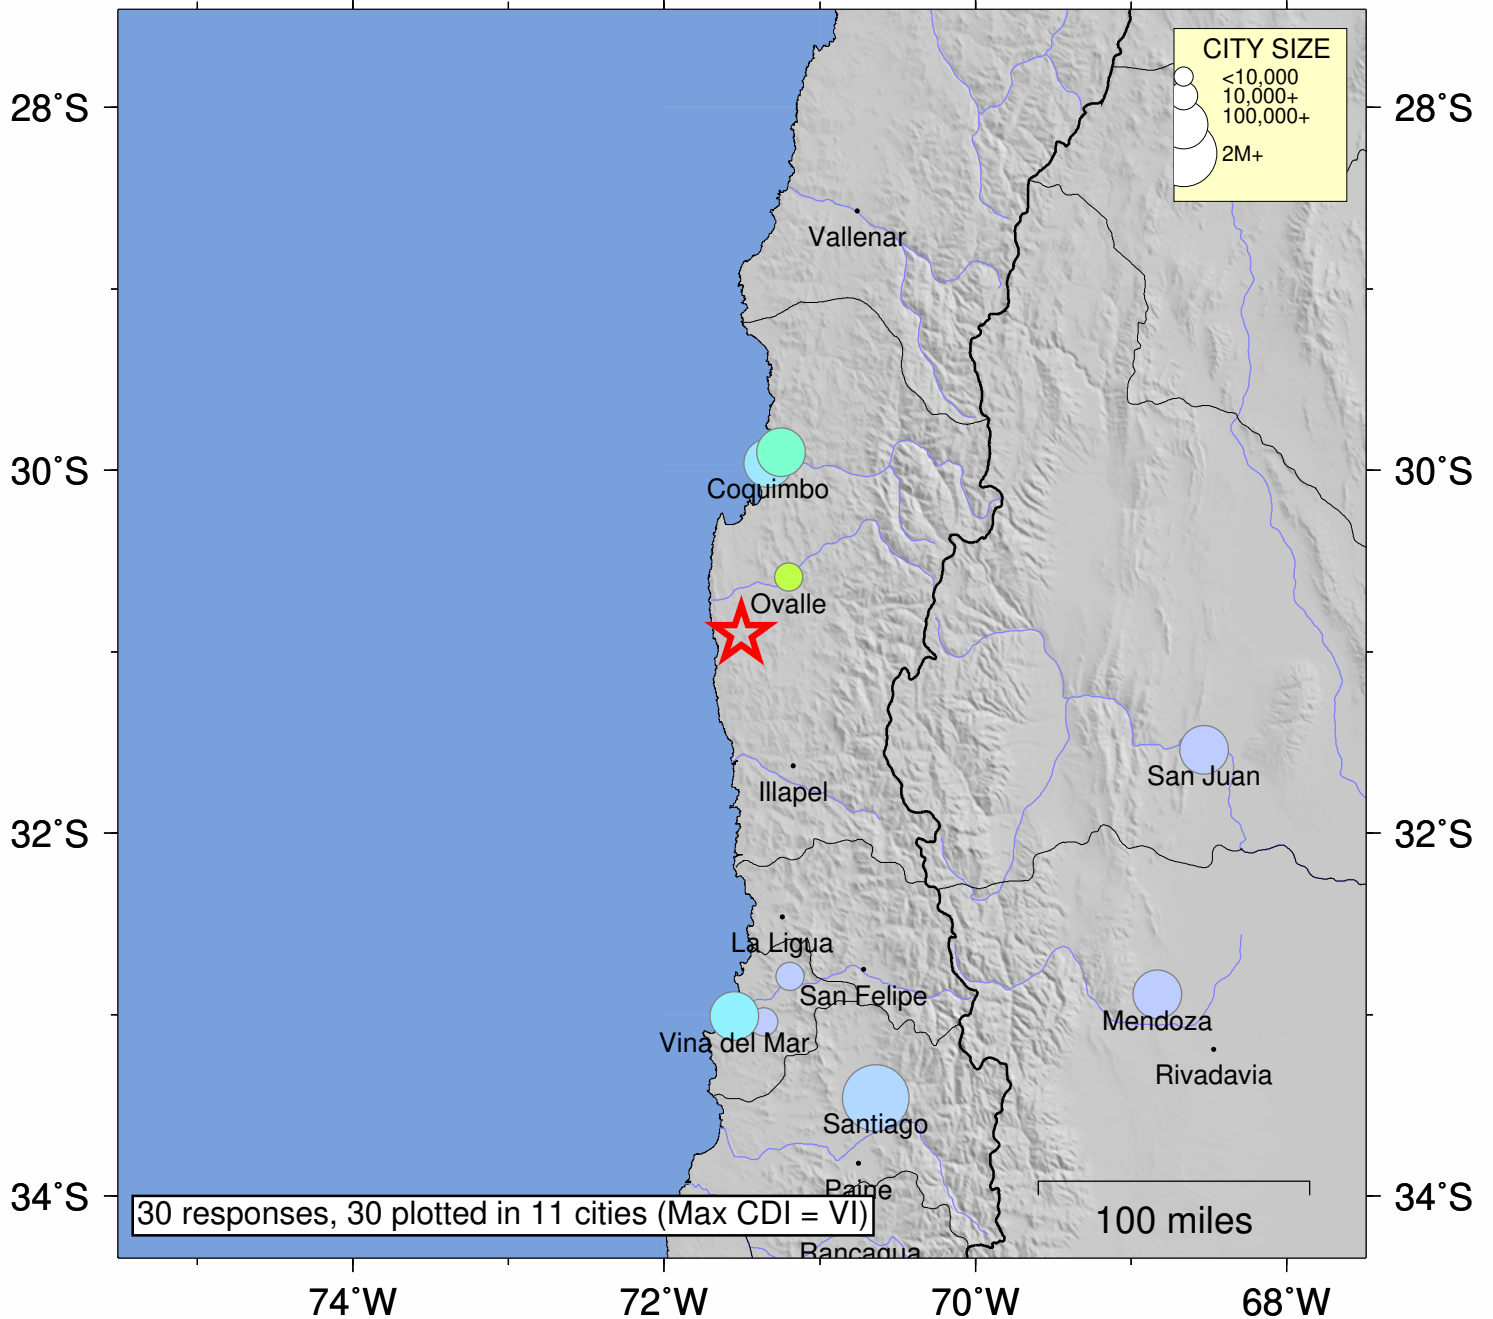 CITY SIZE
<10,000
10,000+
100,000+
2M+
28°S
28°S
Vallenar
30°S
30°S
Coquimbo
Ovalle
San Juan
Illapel
32°S
32°S
La Ligua
San Felipe
Mendoza
Vina del Mar
Rivadavia
Santiago
Paine
34°S
34°S
30 responses, 30 plotted in 11 cities (Max CDI = VI)
100 miles
Rancagua
74°W
72°W
70°W
68°W